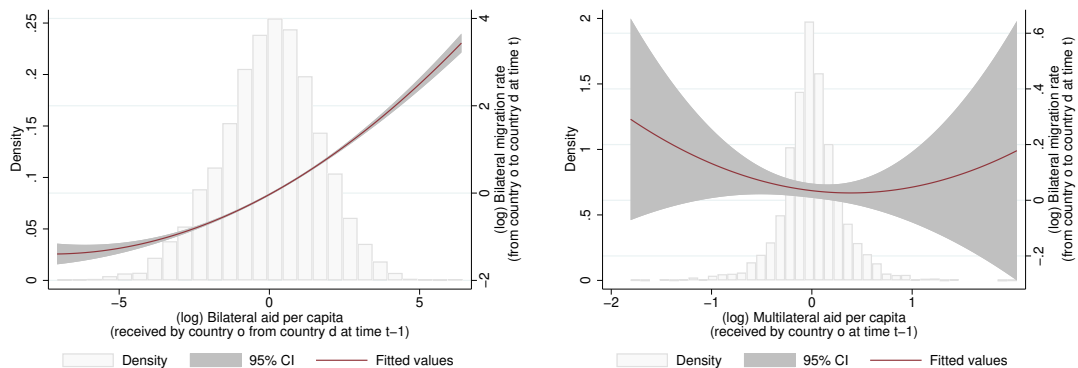 Density
0
.05
.1
.15
.2
.25
−2
0
2
4
(log) Bilateral migration rate
(from country o to country d at time t)
−5
0
5
(log) Bilateral aid per capita
(received by country o from country d at time t−1)
Density
95% CI
Fitted values
Density
0
.5
1
1.5
2
−.2
0
.2
.4
.6
(log) Bilateral migration rate
(from country o to country d at time t)
−2
−1
0
1
(log) Multilateral aid per capita
(received by country o at time t−1)
Density
95% CI
Fitted values